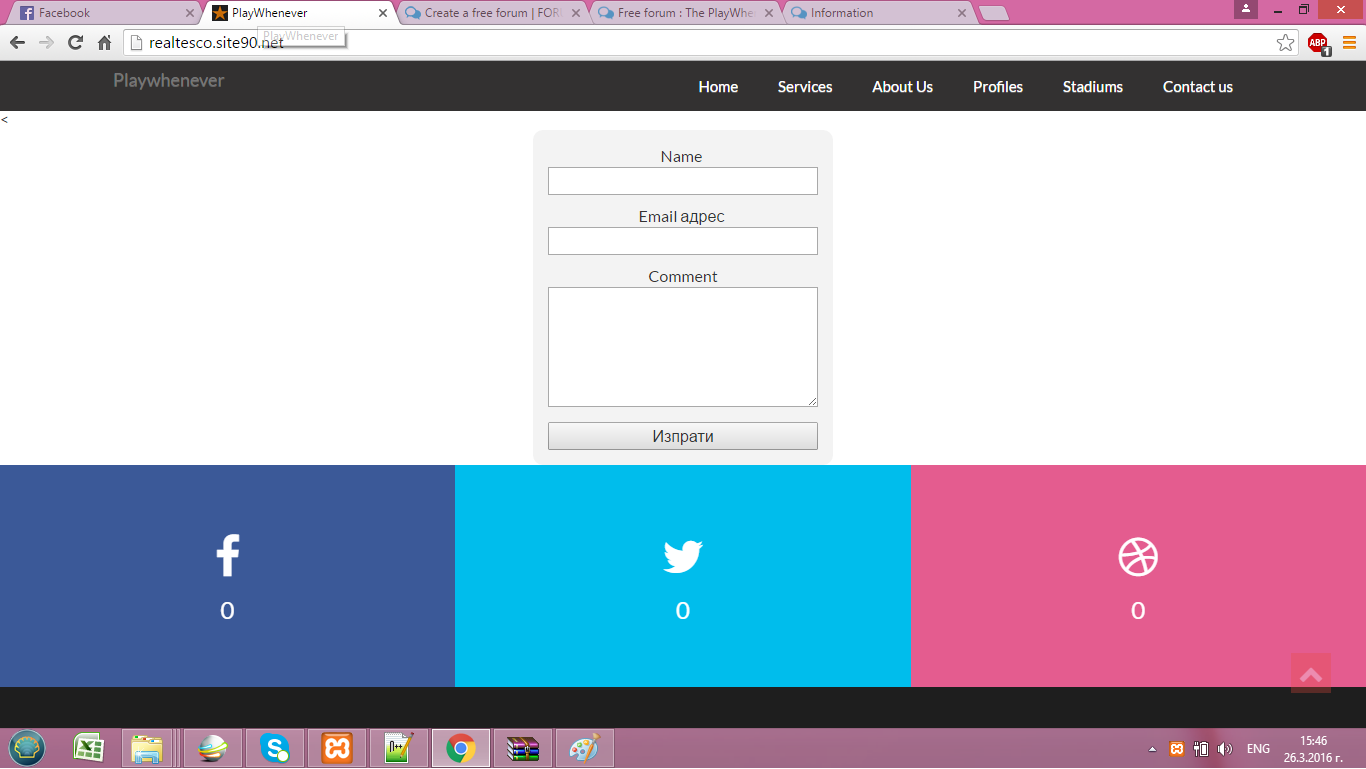 Facebook
PlayWhenever
Create a free forum | FOR
Free forum : The PlayWhe
Information
realtesco.site90.net
PlayWhenever
ABP
1
Playwhenever
Home
Services
About Us
Profiles
Stadiums
Contact us
<
Name
Email адрес
Comment
Изпрати
0
0
0
ENG
15:46
26.3.2016 г.